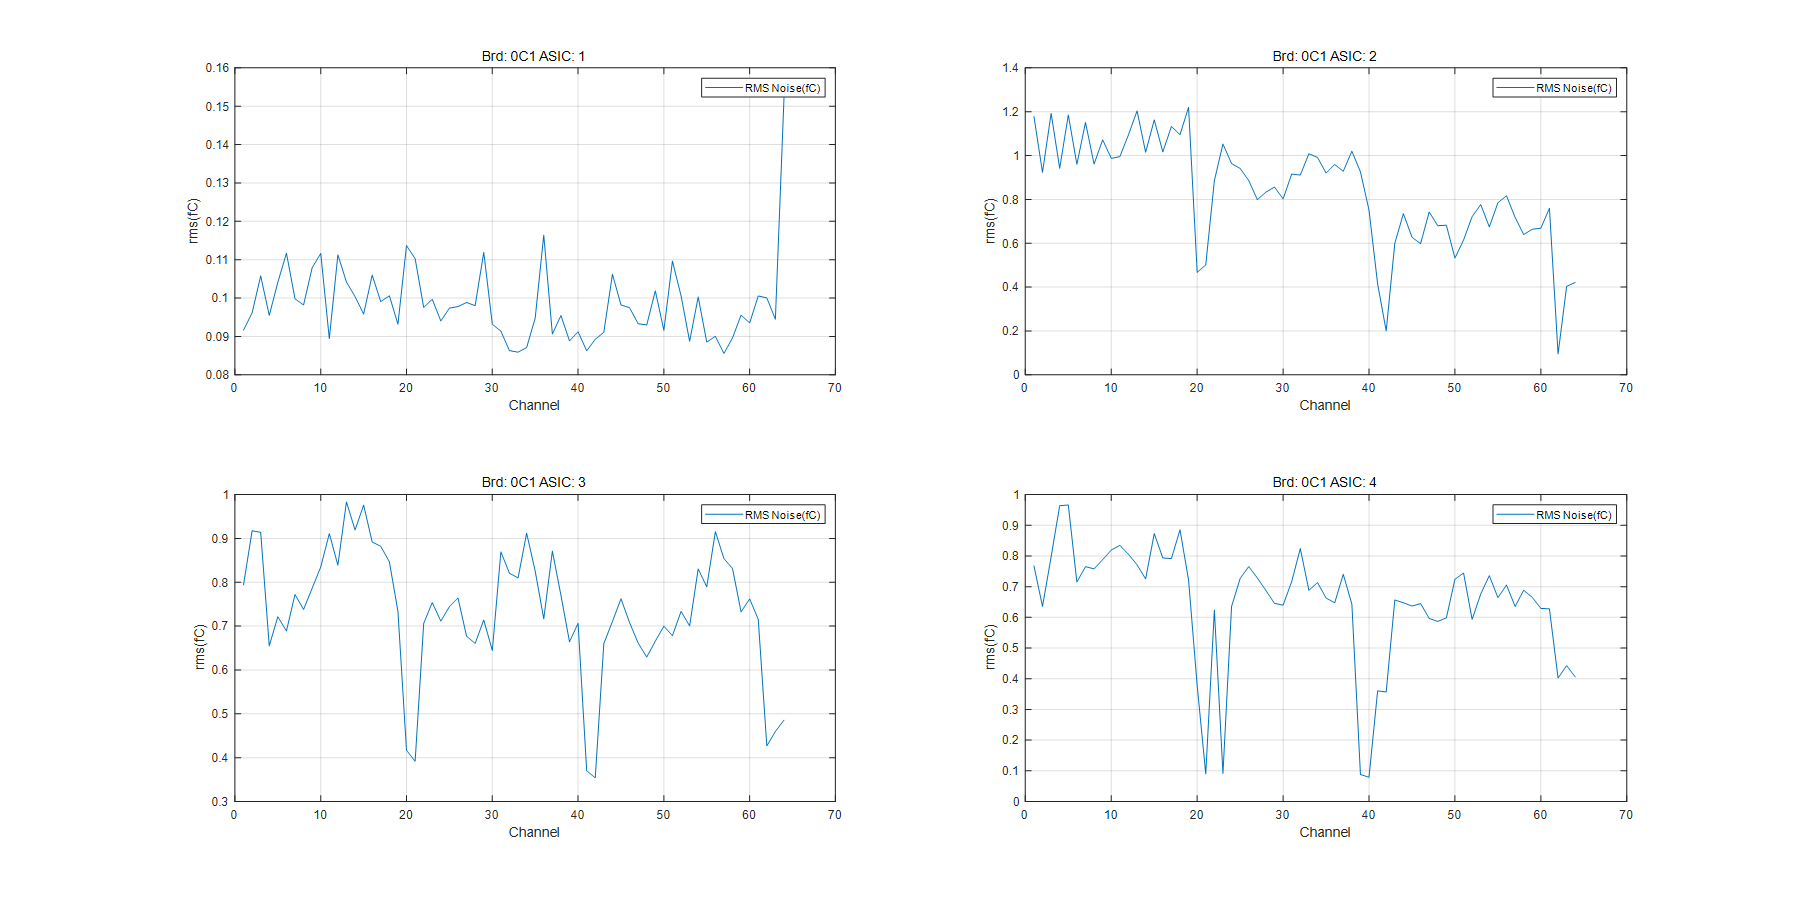 Brd: 0C1 ASIC: 1
RMS Noise(fC)
rms(fC)
0.16
0.15
0.14
0.13
0.12
0.11
0.1
0.09
0.08
0 10 20 30 40 50 60 70
Channel
Brd: 0C1 ASIC: 2
RMS Noise(fC)
rms(fC)
1.4
1.2
1
0.8
0.6
0.4
0.2
0
0 10 20 30 40 50 60 70
Channel
Brd: 0C1 ASIC: 3
RMS Noise(fC)
rms(fC)
1
0.9
0.8
0.7
0.6
0.5
0.4
0.3
0 10 20 30 40 50 60 70
Channel
Brd: 0C1 ASIC: 4
RMS Noise(fC)
rms(fC)
1
0.9
0.8
0.7
0.6
0.5
0.4
0.3
0.2
0.1
0
0 10 20 30 40 50 60 70
Channel